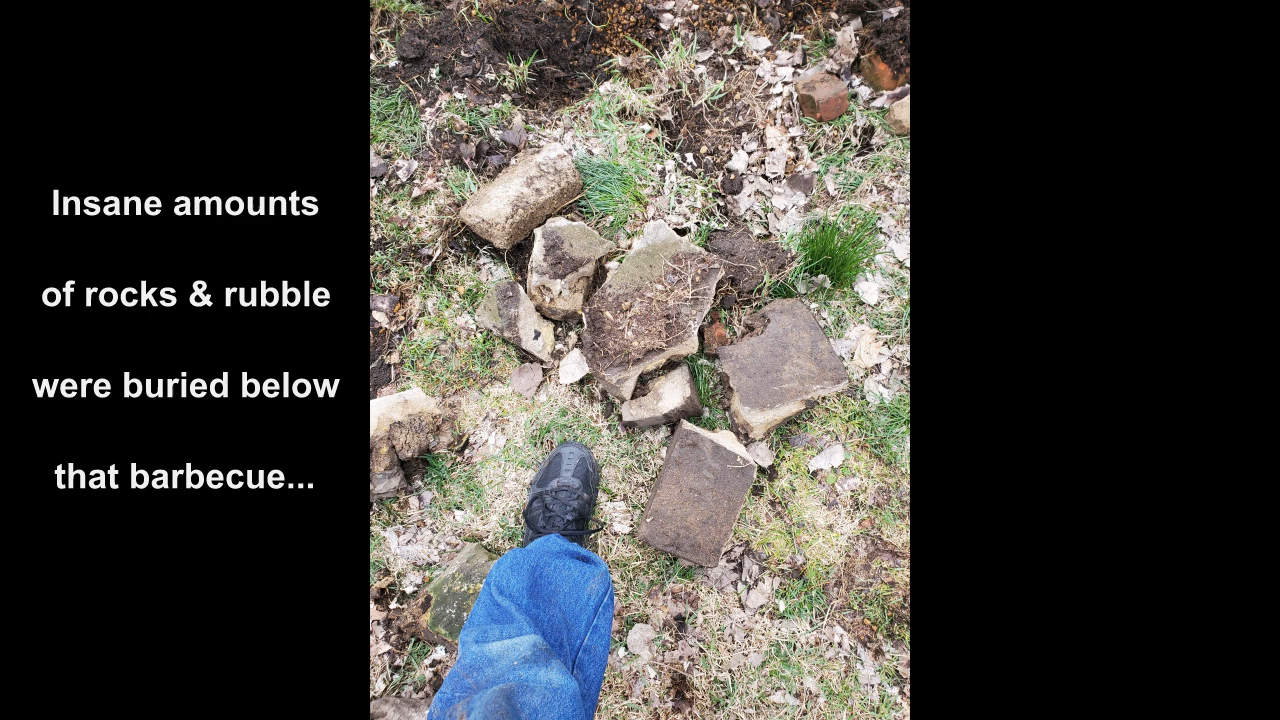 Insane amounts
of rocks & rubble
were buried below
that barbecue...